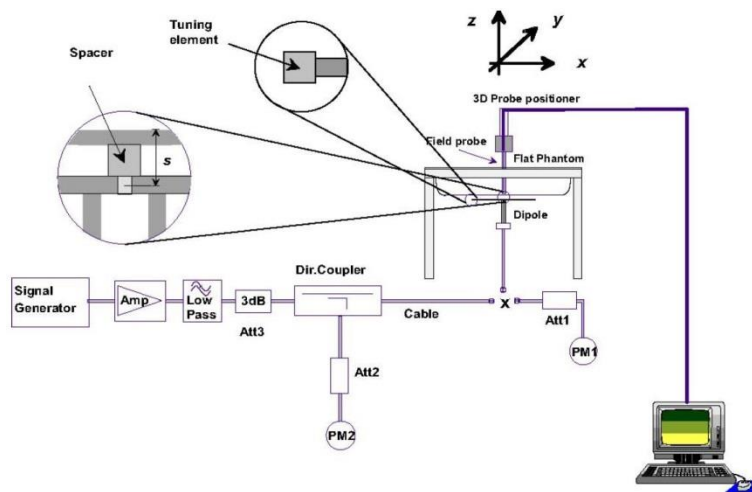 Tuning
element
Spacer
s
z
y
x
3D Probe positioner
Field probe
Flat Phantom
Dipole
Dir.Coupler
Signal
Generator
Amp
Low
Pass
3dB
Att3
Cable
x
Att1
PM1
Att2
PM2